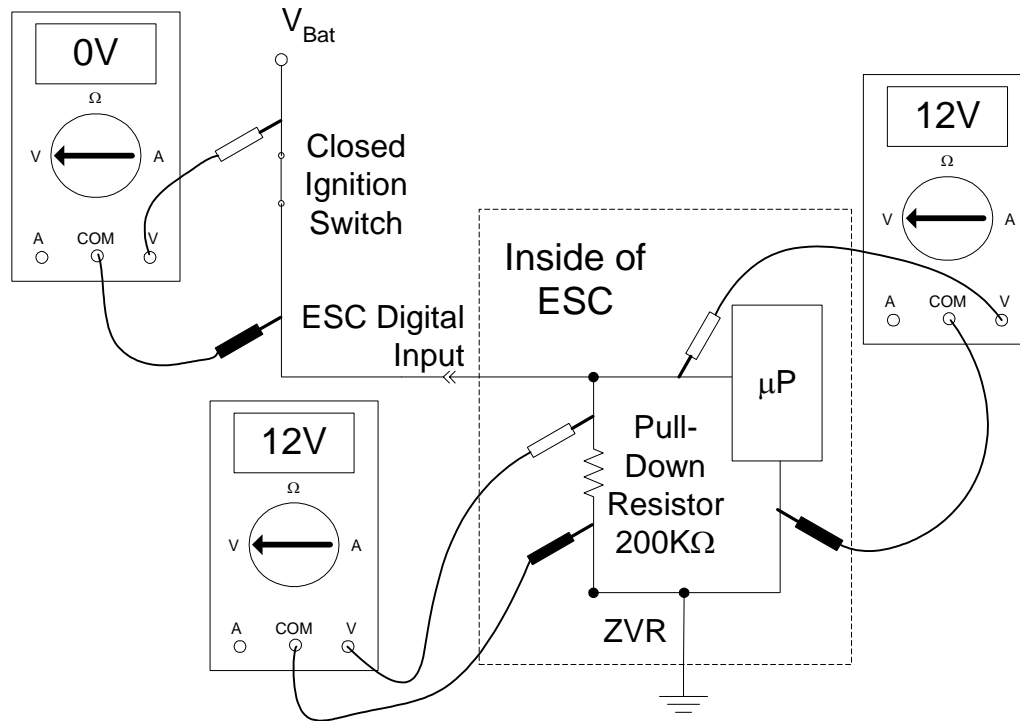 0V
Ω
V
A
A
COM
V
V_Bat
Closed
Ignition
Switch
ESC Digital
Input
Inside of
ESC
12V
Ω
V
A
A
COM
V
μP
Pull-
Down
Resistor
200KΩ
ZVR
12V
Ω
V
A
A
COM
V